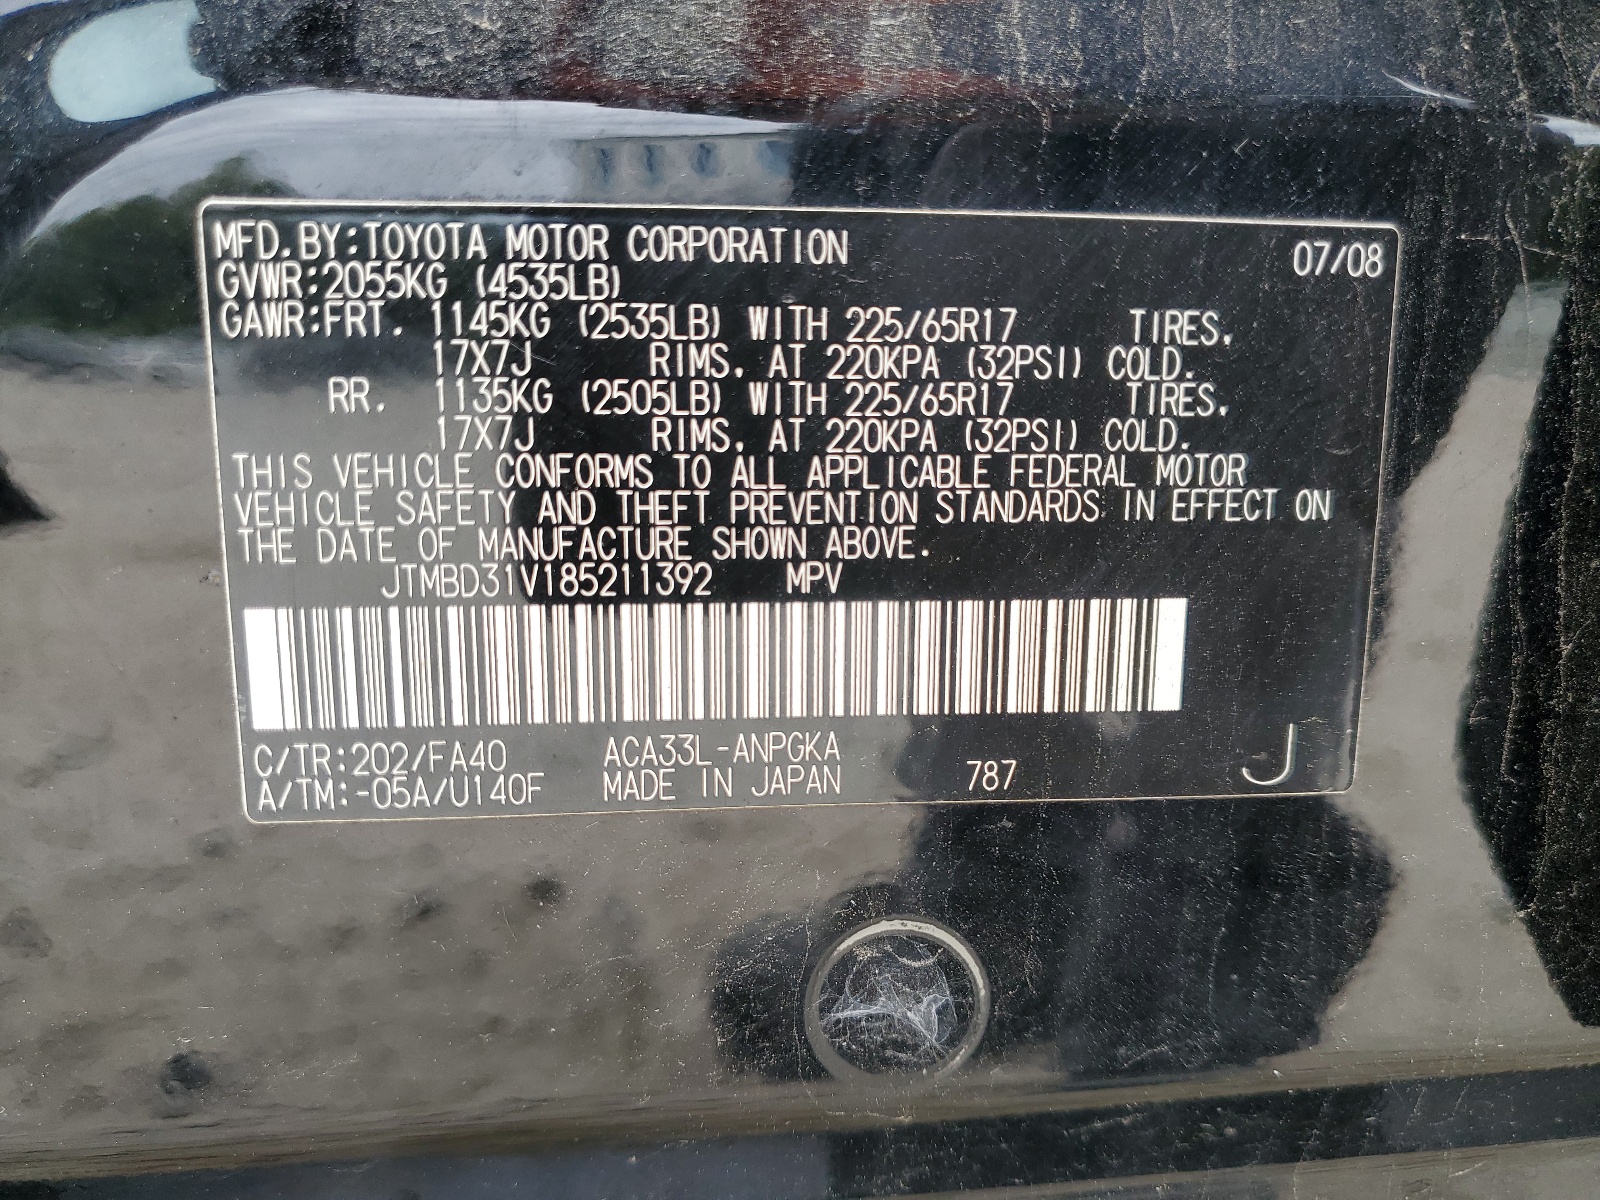 MFD.BY:TOYOTA MOTOR CORPORATION 07/08
GVWR:2055KG (4535LB)
GAWR:FRT. 1145KG (2535LB) WITH 225/65R17 TIRES,
17X7J RIMS, AT 220KPA (32PSI) COLD.
RR. 1135KG (2505LB) WITH 225/65R17 TIRES,
17X7J RIMS, AT 220KPA (32PSI) COLD.
THIS VEHICLE CONFORMS TO ALL APPLICABLE FEDERAL MOTOR
VEHICLE SAFETY AND THEFT PREVENTION STANDARDS IN EFFECT ON
THE DATE OF MANUFACTURE SHOWN ABOVE.
JTMBD31V185211392 MPV
C/TR:202/FA40 ACA33L-ANPGKA
A/TM:-05A/U140F MADE IN JAPAN 787 J